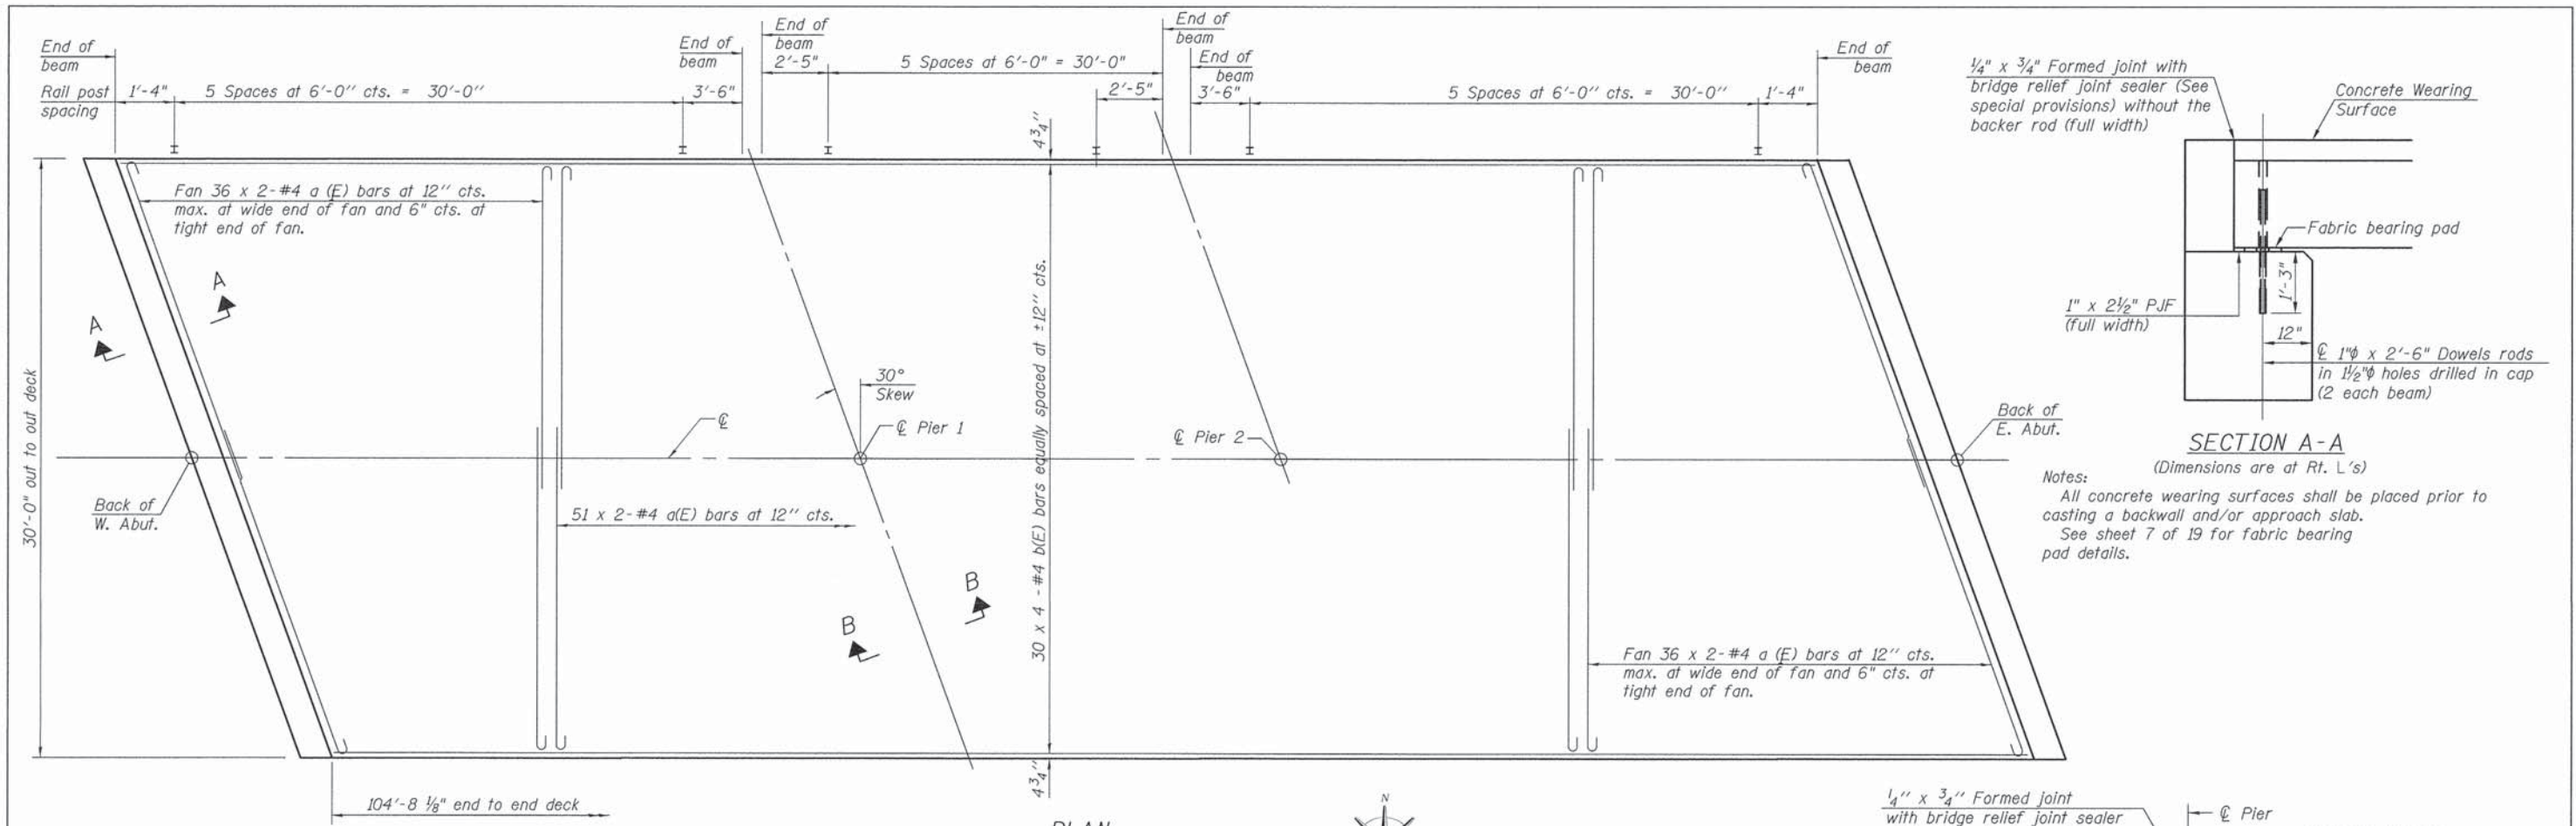 End of
beam
Rail post
spacing
1'-4"
5 Spaces at 6'-0" cts. = 30'-0"
End of
beam
3'-6"
End of
beam
2'-5"
5 Spaces at 6'-0" = 30'-0"
End of
beam
2'-5"
End of
beam
3'-6"
5 Spaces at 6'-0" cts. = 30'-0"
1'-4"
End of
beam
4¾"
Fan 36 x 2-#4 a (E) bars at 12" cts.
max. at wide end of fan and 6" cts. at
tight end of fan.
A
A
30'-0" out to out deck
30°
Skew
℄
℄ Pier 1
℄ Pier 2
30 x 4 - #4 b(E) bars equally spaced at ±12" cts.
Back of
W. Abut.
51 x 2-#4 a(E) bars at 12" cts.
B
B
Fan 36 x 2-#4 a (E) bars at 12" cts.
max. at wide end of fan and 6" cts. at
tight end of fan.
Back of
E. Abut.
4¾"
104'-8 ⅛" end to end deck
PLAN
N
¼" x ¾" Formed joint with
bridge relief joint sealer (See
special provisions) without the
backer rod (full width)
Concrete Wearing
Surface
Fabric bearing pad
1'-3"
1" x 2½" PJF
(full width)
12"
℄ 1"ϕ x 2'-6" Dowels rods
in 1½"ϕ holes drilled in cap
(2 each beam)
SECTION A-A
(Dimensions are at Rt. L's)
Notes:
All concrete wearing surfaces shall be placed prior to
casting a backwall and/or approach slab.
See sheet 7 of 19 for fabric bearing
pad details.
¼" x ¾" Formed joint
with bridge relief joint sealer
℄ Pier